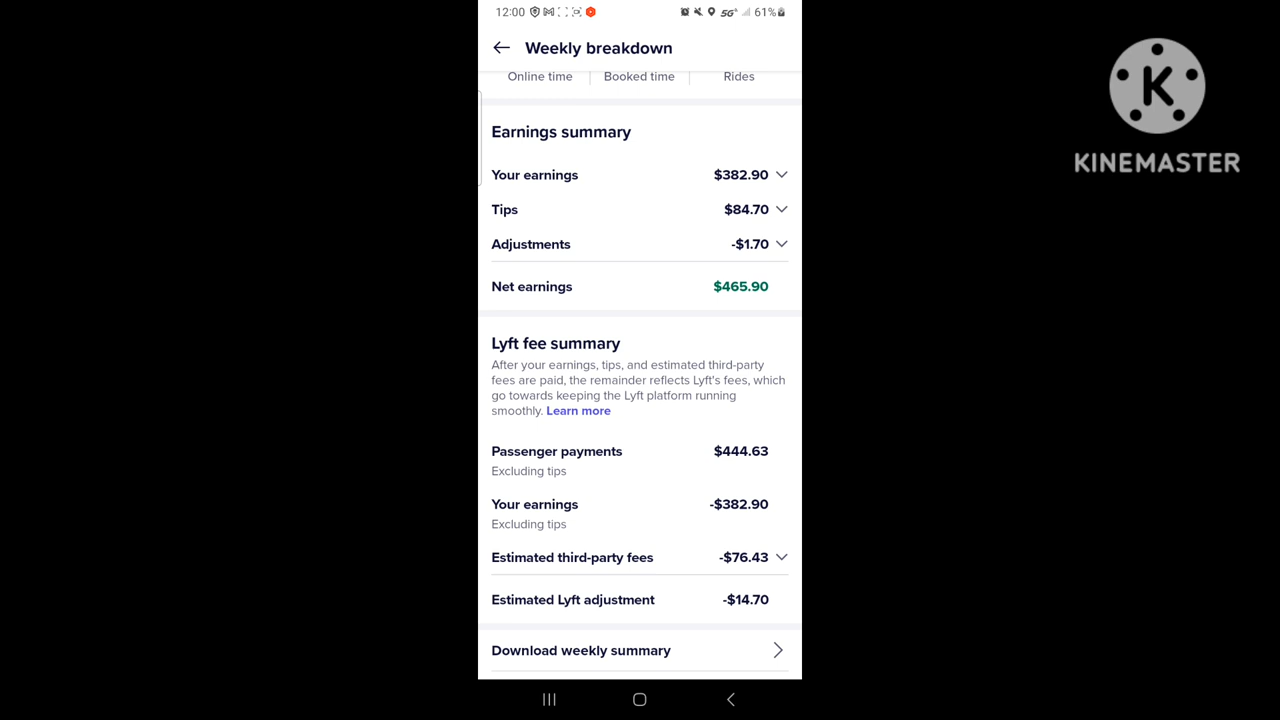 12:00 5G 61%
Weekly breakdown
Online time Booked time Rides
K
KINEMASTER
Earnings summary
Your earnings $382.90
Tips $84.70
Adjustments -$1.70
Net earnings $465.90
Lyft fee summary
After your earnings, tips, and estimated third-party
fees are paid, the remainder reflects Lyft's fees, which
go towards keeping the Lyft platform running
smoothly. Learn more
Passenger payments $444.63
Excluding tips
Your earnings -$382.90
Excluding tips
Estimated third-party fees -$76.43
Estimated Lyft adjustment -$14.70
Download weekly summary